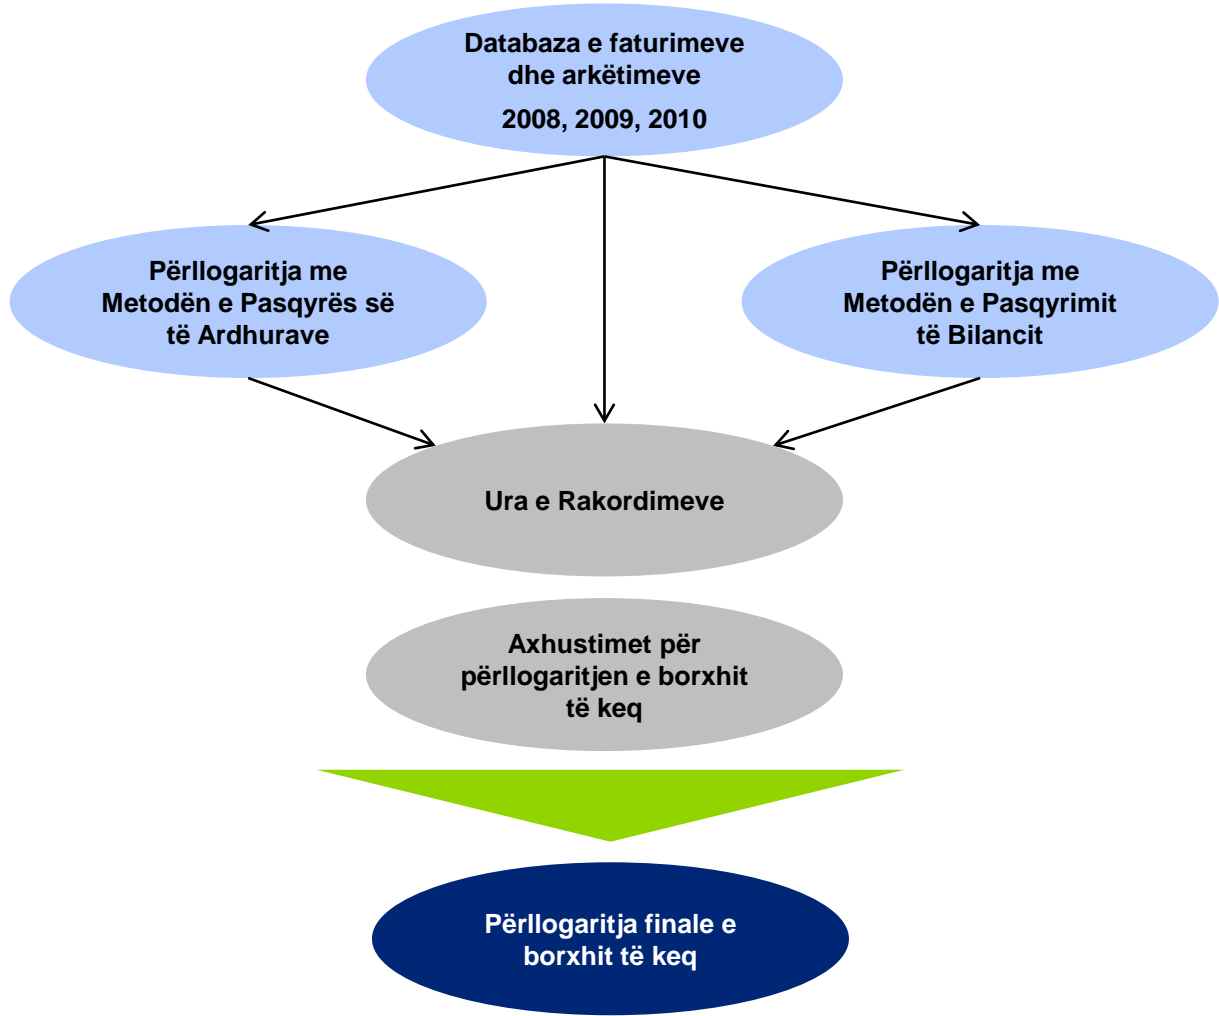 Databaza e faturimeve
dhe arkëtimeve
2008, 2009, 2010
Përllogaritja me
Metodën e Pasqyrës së
të Ardhurave
Përllogaritja me
Metodën e Pasqyrimit
të Bilancit
Ura e Rakordimeve
Axhustimet për
përllogaritjen e borxhit
të keq
Përllogaritja finale e
borxhit të keq